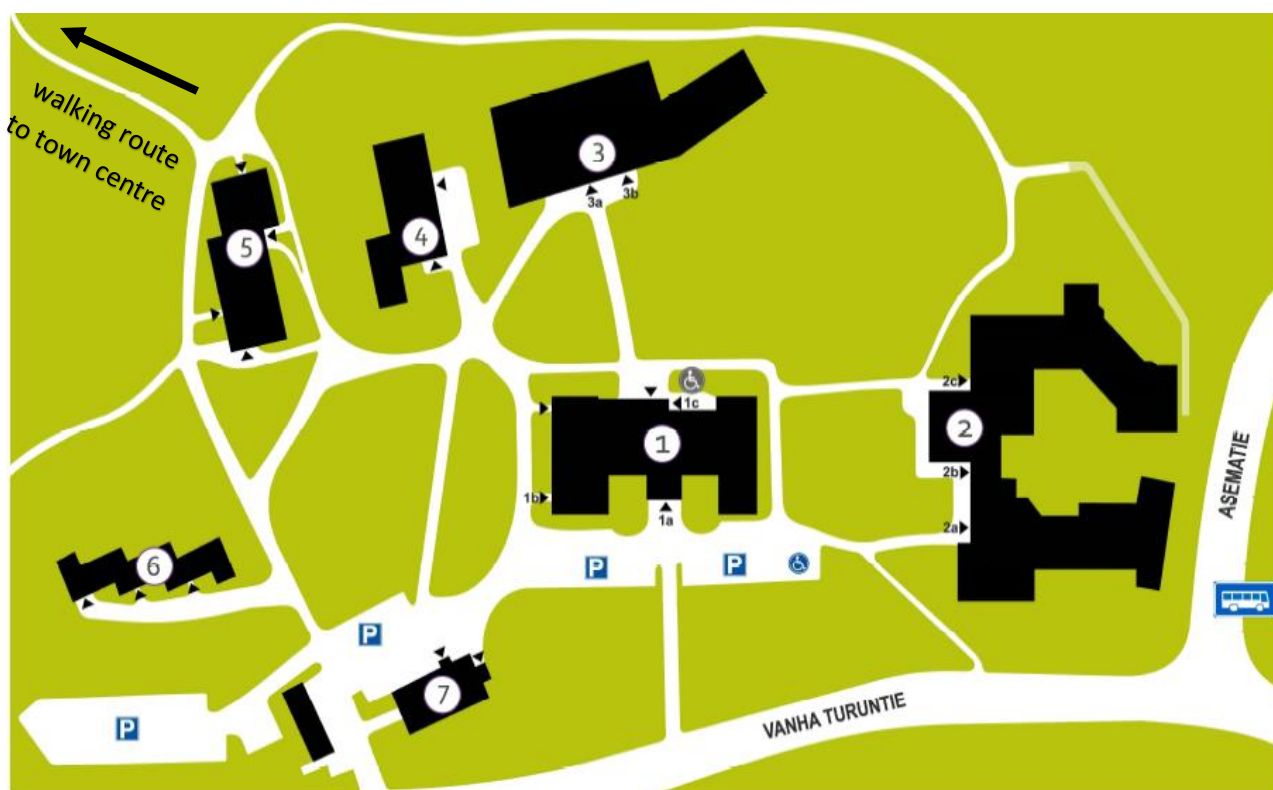 walking route
to town centre
3
3a
3b
4
5
2c
1c
1
2
2b
1b
1a
2a
ASEMATIE
P
P
6
P
7
P
VANHA TURUNTIE